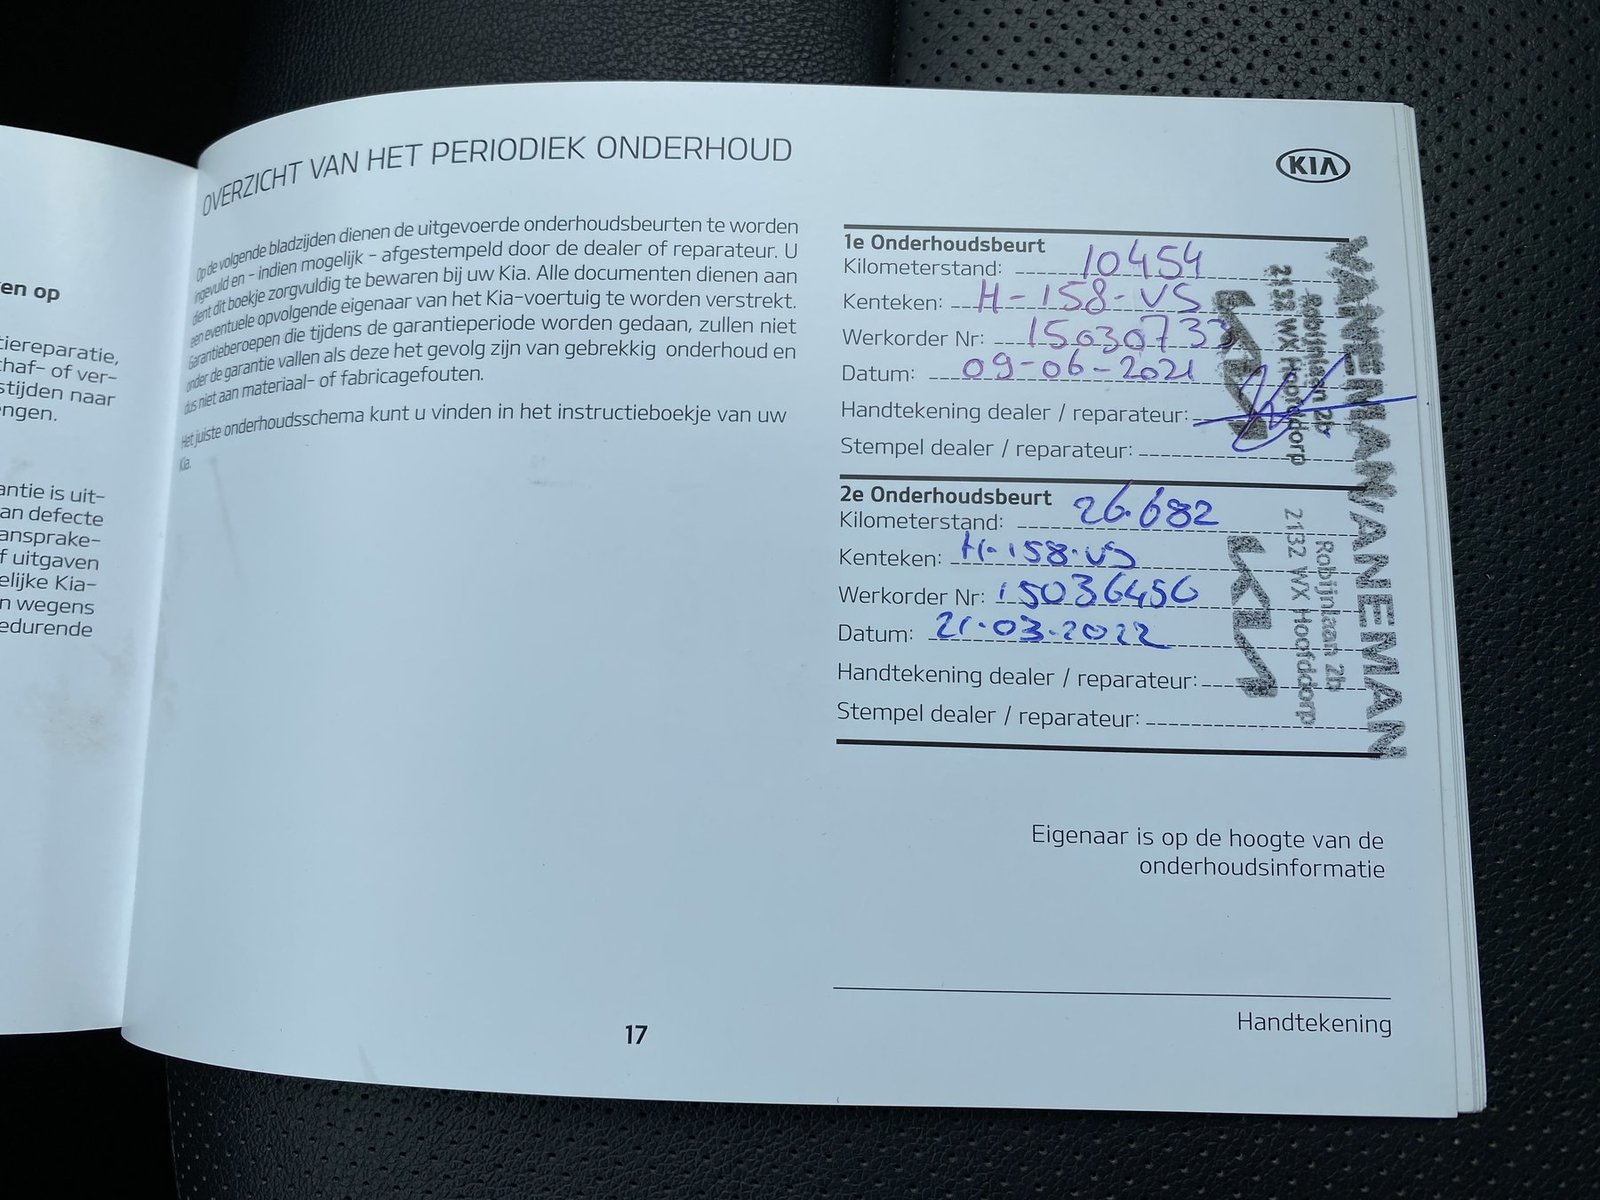 en op
tiereparatie,
haf- of ver-
stijden naar
engen.
antie is uit-
an defecte
ansprake-
f uitgaven
elijke Kia-
n wegens
edurende
OVERZICHT VAN HET PERIODIEK ONDERHOUD
Op de volgende bladzijden dienen de uitgevoerde onderhoudsbeurten te worden
ingevuld en - indien mogelijk - afgestempeld door de dealer of reparateur. U
dient dit boekje zorgvuldig te bewaren bij uw Kia. Alle documenten dienen aan
een eventuele opvolgende eigenaar van het Kia-voertuig te worden verstrekt.
Garantieberoepen die tijdens de garantieperiode worden gedaan, zullen niet
onder de garantie vallen als deze het gevolg zijn van gebrekkig onderhoud en
dus niet aan materiaal- of fabricagefouten.
Het juiste onderhoudsschema kunt u vinden in het instructieboekje van uw
Kia.
17
KIA
1e Onderhoudsbeurt
Kilometerstand: 10454
Kenteken: H-158-VS
Werkorder Nr: 15030733
Datum: 09-06-2021
Handtekening dealer / reparateur:
Stempel dealer / reparateur:
VANNEMAN
Robijnlaan 2b
2132 WX Hoofddorp
2e Onderhoudsbeurt
Kilometerstand: 26.682
Kenteken: H-158-VS
Werkorder Nr: 15036456
Datum: 21-03-2022
Handtekening dealer / reparateur:
Stempel dealer / reparateur:
VANEMAN
Robijnlaan 2b
2132 WX Hoofddorp
Eigenaar is op de hoogte van de
onderhoudsinformatie
Handtekening